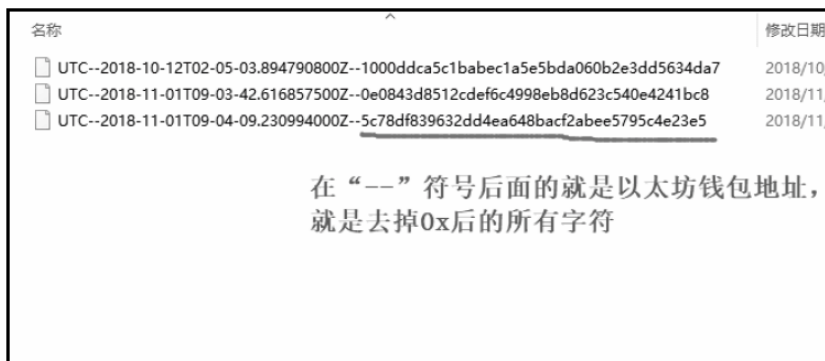 名称 修改日期
UTC--2018-10-12T02-05-03.894790800Z--1000ddca5c1babec1a5e5bda060b2e3dd5634da7 2018/10/
UTC--2018-11-01T09-03-42.616857500Z--0e0843d8512cdef6c4998eb8d623c540e4241bc8 2018/11/
UTC--2018-11-01T09-04-09.230994000Z--5c78df839632dd4ea648bacf2abee5795c4e23e5 2018/11/
在“--”符号后面的就是以太坊钱包地址,
就是去掉0x后的所有字符